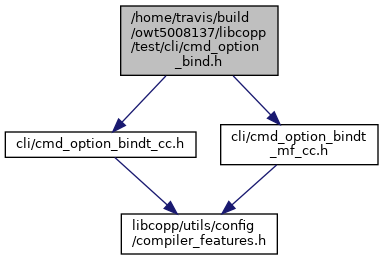 /home/travis/build
/owt5008137/libcopp
/test/cli/cmd_option
_bind.h
cli/cmd_option_bindt_cc.h
cli/cmd_option_bindt
_mf_cc.h
libcopp/utils/config
/compiler_features.h